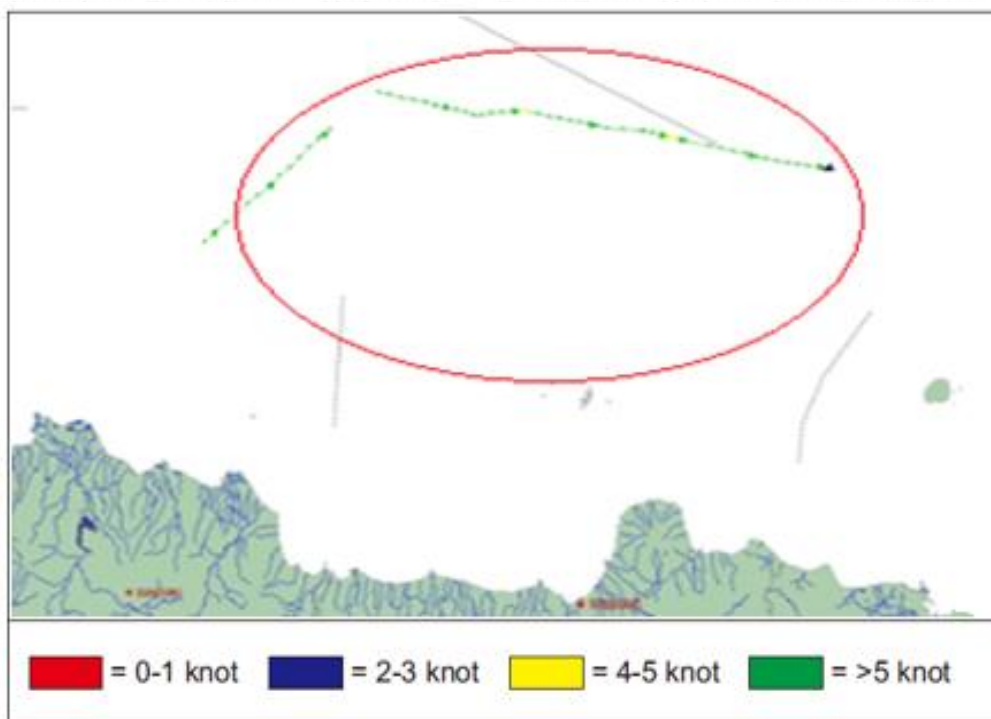 = 0-1 knot = 2-3 knot = 4-5 knot = >5 knot